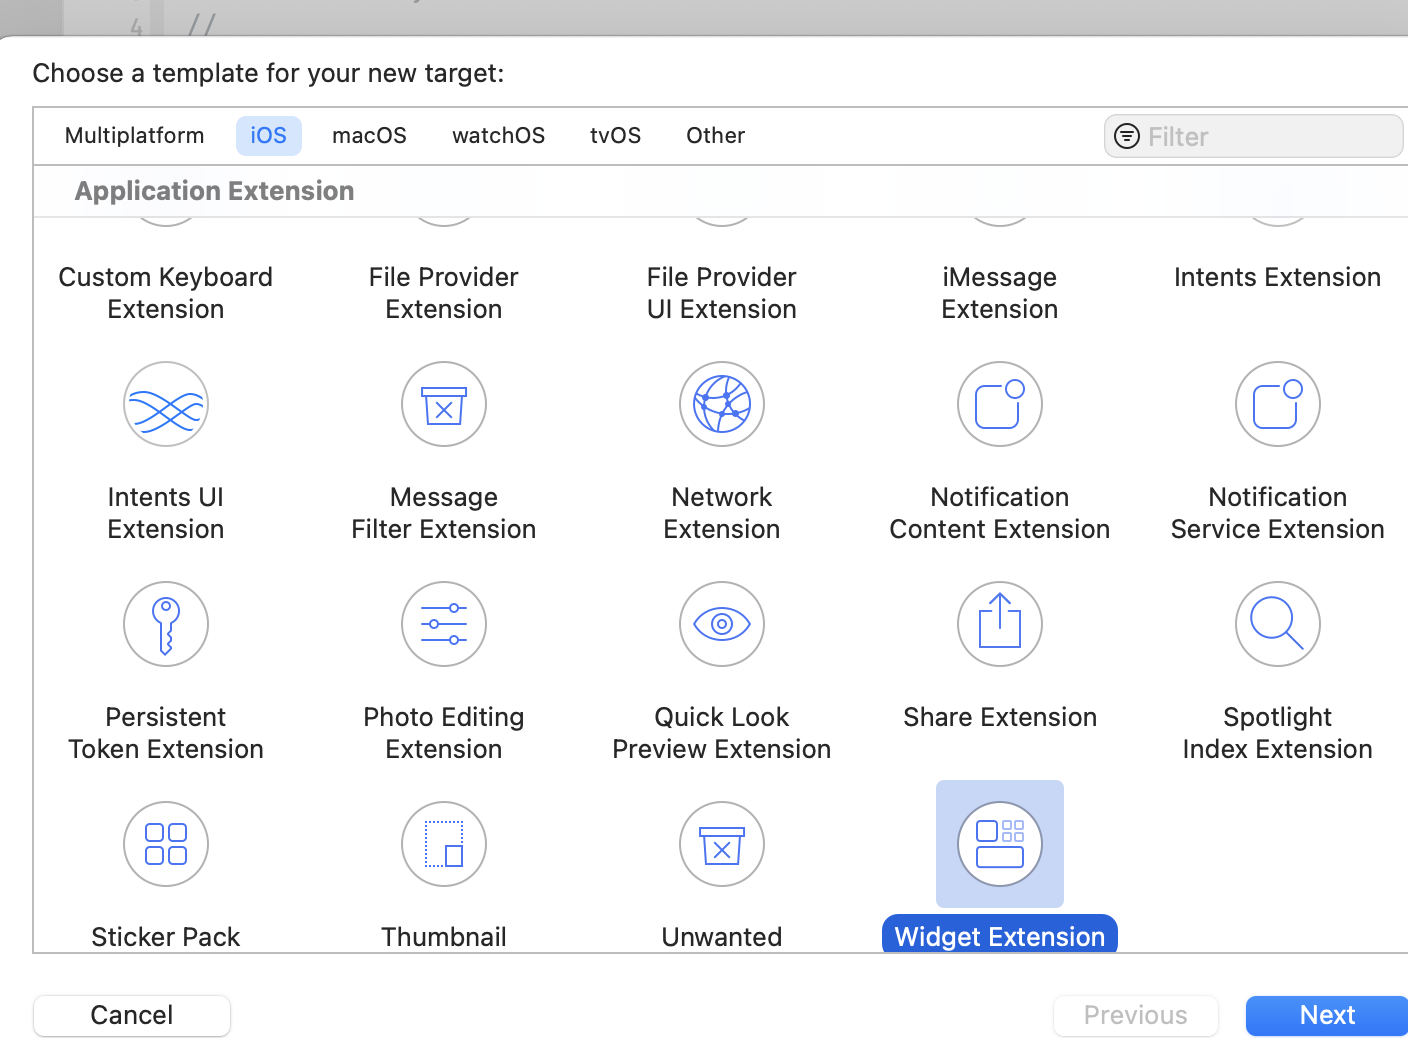 4 //
Choose a template for your new target:
Multiplatform iOS macOS watchOS tvOS Other Filter
Application Extension
Custom Keyboard File Provider File Provider iMessage Intents Extension
Extension Extension UI Extension Extension
Intents UI Message Network Notification Notification
Extension Filter Extension Extension Content Extension Service Extension
Persistent Photo Editing Quick Look Share Extension Spotlight
Token Extension Extension Preview Extension Index Extension
Sticker Pack Thumbnail Unwanted Widget Extension
Cancel Previous Next